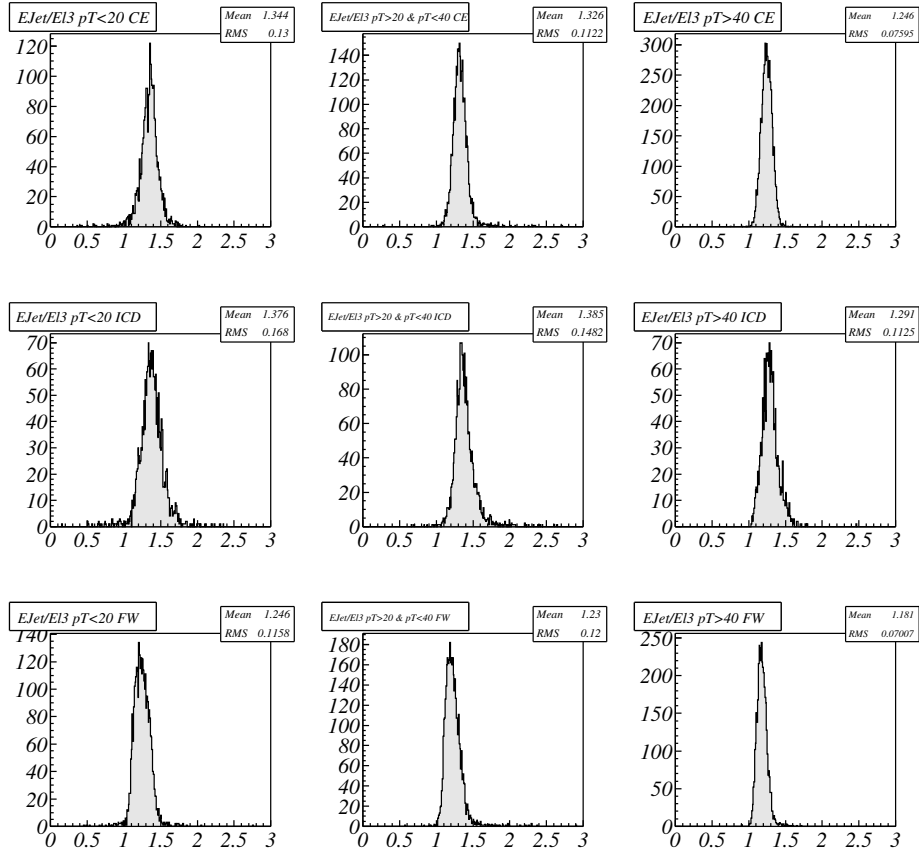 EJet/El3 pT<20 CE
Mean 1.344
RMS 0.13
120
100
80
60
40
20
0
0 0.5 1 1.5 2 2.5 3
EJet/El3 pT>20 & pT<40 CE
Mean 1.326
RMS 0.1122
140
120
100
80
60
40
20
0
0 0.5 1 1.5 2 2.5 3
EJet/El3 pT>40 CE
Mean 1.246
RMS 0.07595
300
250
200
150
100
50
0
0 0.5 1 1.5 2 2.5 3
EJet/El3 pT<20 ICD
Mean 1.376
RMS 0.168
70
60
50
40
30
20
10
0
0 0.5 1 1.5 2 2.5 3
EJet/El3 pT>20 & pT<40 ICD
Mean 1.385
RMS 0.1482
100
80
60
40
20
0
0 0.5 1 1.5 2 2.5 3
EJet/El3 pT>40 ICD
Mean 1.291
RMS 0.1125
70
60
50
40
30
20
10
0
0 0.5 1 1.5 2 2.5 3
EJet/El3 pT<20 FW
Mean 1.246
RMS 0.1158
140
120
100
80
60
40
20
0
0 0.5 1 1.5 2 2.5 3
EJet/El3 pT>20 & pT<40 FW
Mean 1.23
RMS 0.12
180
160
140
120
100
80
60
40
20
0
0 0.5 1 1.5 2 2.5 3
EJet/El3 pT>40 FW
Mean 1.181
RMS 0.07007
250
200
150
100
50
0
0 0.5 1 1.5 2 2.5 3